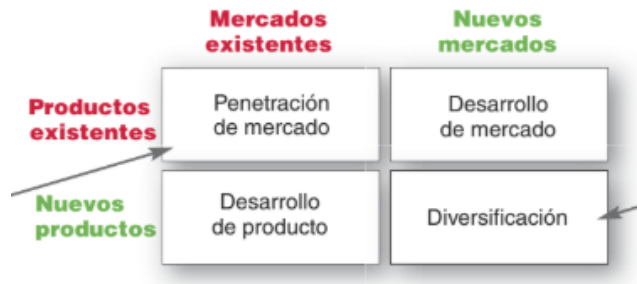 Mercados
existentes
Nuevos
mercados
Productos
existentes
Penetración
de mercado
Desarrollo
de mercado
Nuevos
productos
Desarrollo
de producto
Diversificación